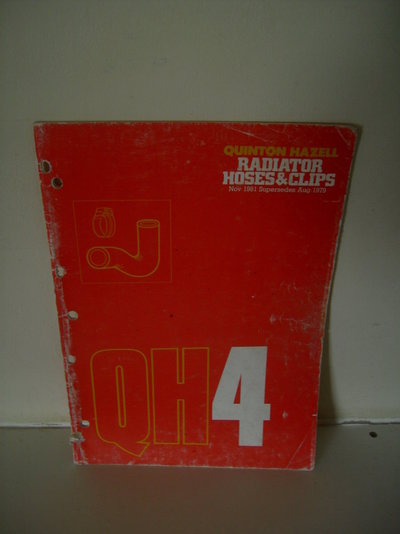 QUINTON HAZELL
RADIATOR
HOSES&CLIPS
Nov 1981 Supersedes Aug 1979
QH4